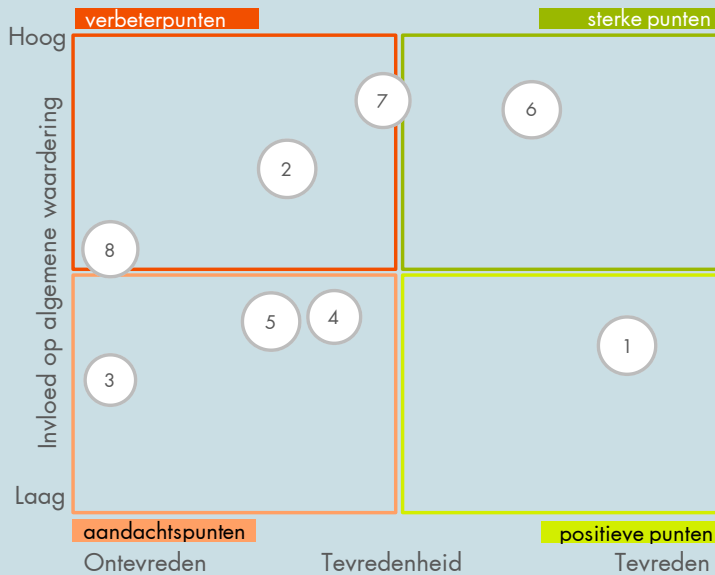 verbeterpunten
sterke punten
Hoog
7
6
2
8
Invloed op algemene waardering
5
4
1
3
Laag
aandachtspunten
positieve punten
Ontevreden
Tevredenheid
Tevreden